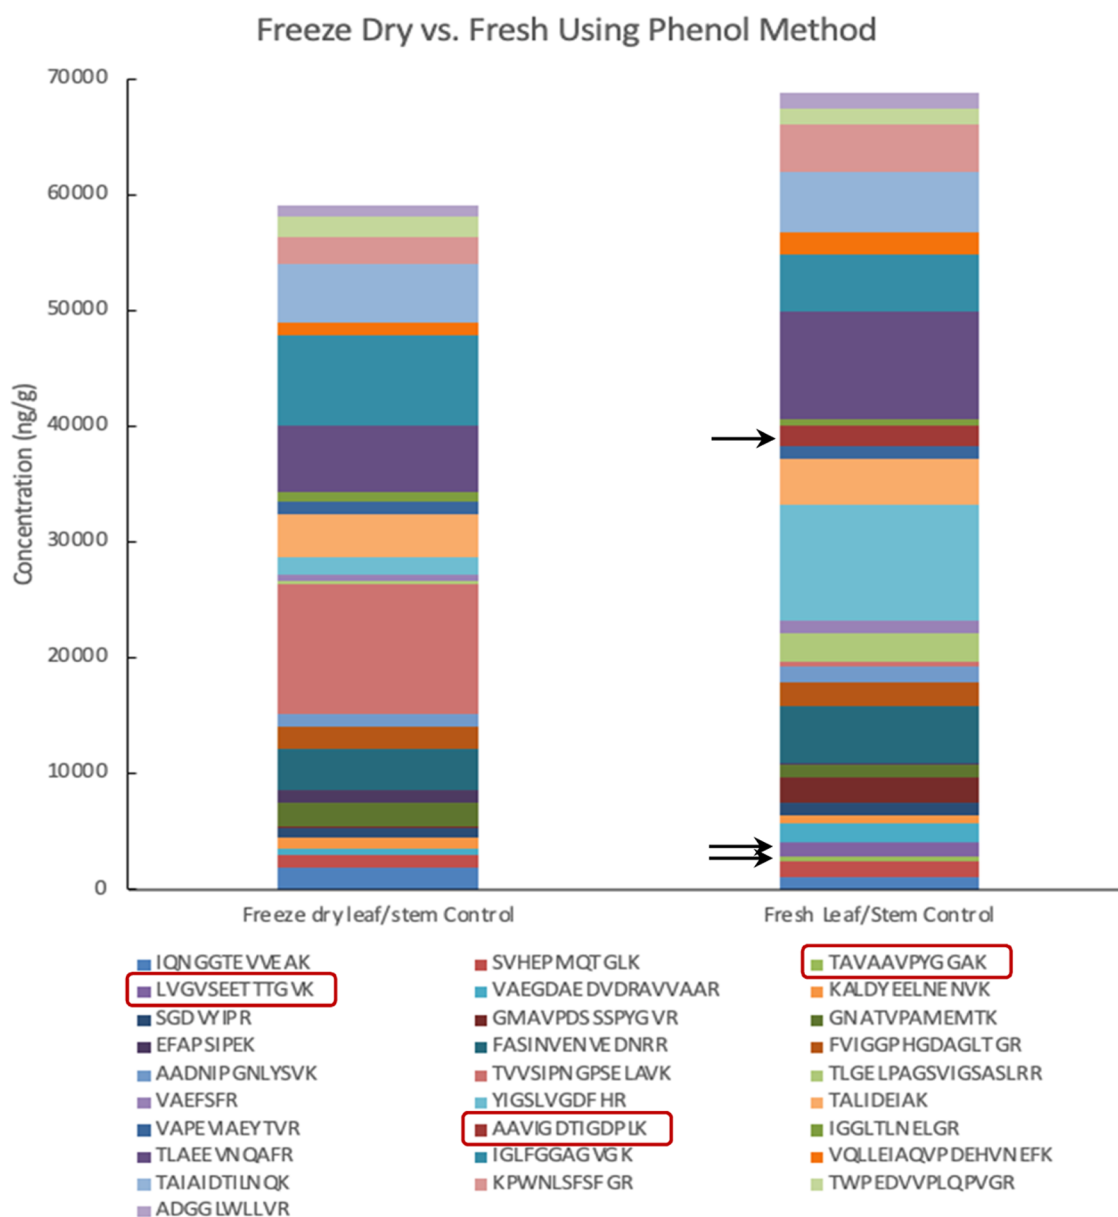 Freeze Dry vs. Fresh Using Phenol Method
70000
60000
50000
40000
30000
20000
10000
0
Concentration (ng/g)
Freeze dry leaf/stem Control
Fresh Leaf/Stem Control
IQNGGTEVVEAK
SVHEPMQTGLK
TAVAAVPYGGAK
LVGVSEETTTGVK
VAEGDAEDVDRAVVAAR
KALDYEELNENVK
SGDVYIPR
GMAVPDSSSPYGVR
GNATVPAMEMTK
EFAPSIPEK
FASINVENVEDNRR
FVIGGPHGDAGLTGR
AADNIPGNLYSVK
TVVSIPNGPSELAVK
TLGELPAGSVIGSASLRR
VAEFSFR
YIGSLVGDFHR
TALIDEIAK
VAPEVIAEYTVR
AAVIGDTIGDPLK
IGGLTLNELGR
TLAEEVNQAFR
IGLFGGAGVGK
VQLLEIAQVPDEHVNEFK
TAIAIDTILNQK
KPWNLSFSFGR
TWPEDVVPLQPVGR
ADGGLWLLVR